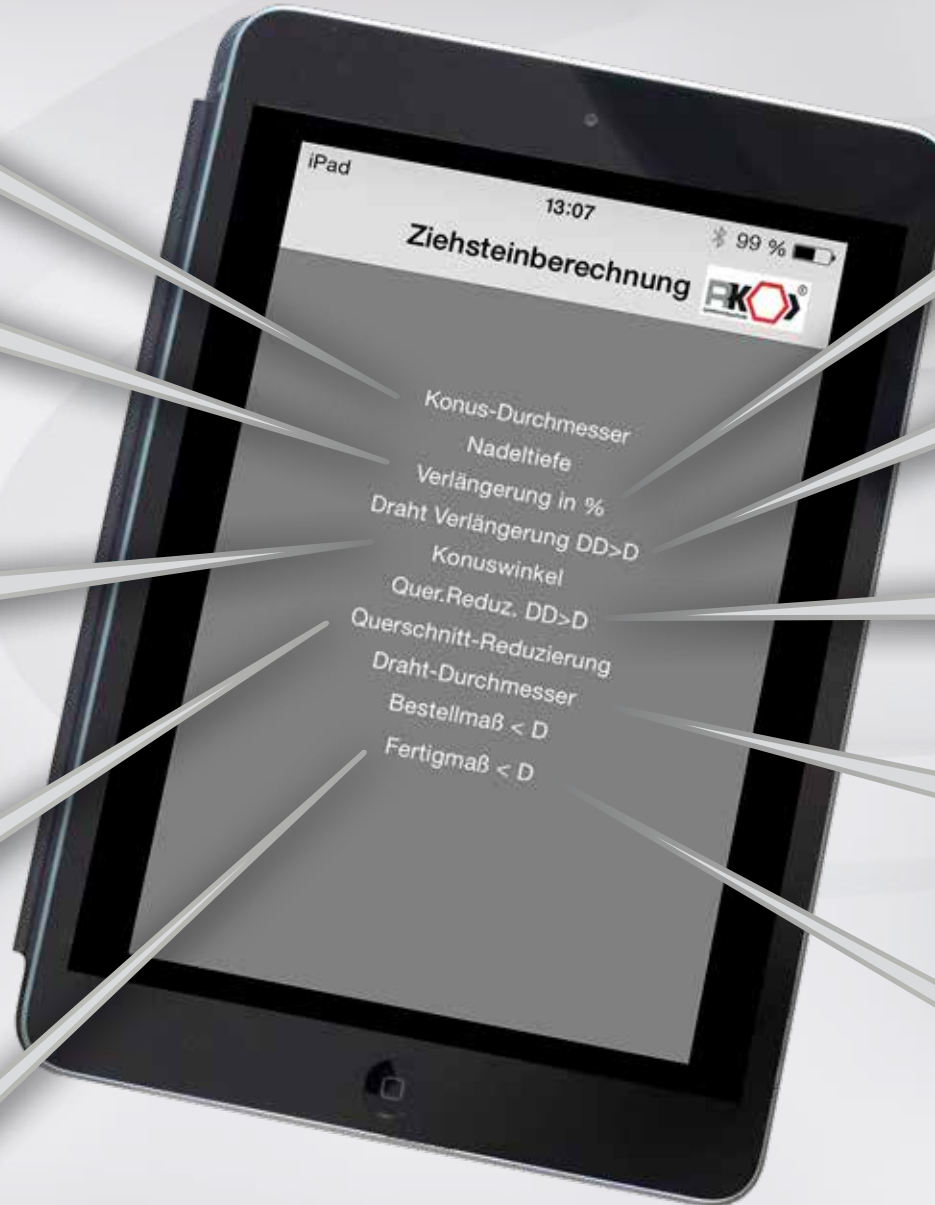 iPad
13:07
99 %
Ziehsteinberechnung
RK
®
Konus-Durchmesser
Nadeltiefe
Verlängerung in %
Draht Verlängerung DD>D
Konuswinkel
Quer.Reduz. DD>D
Querschnitt-Reduzierung
Draht-Durchmesser
Bestellmaß < D
Fertigmaß < D